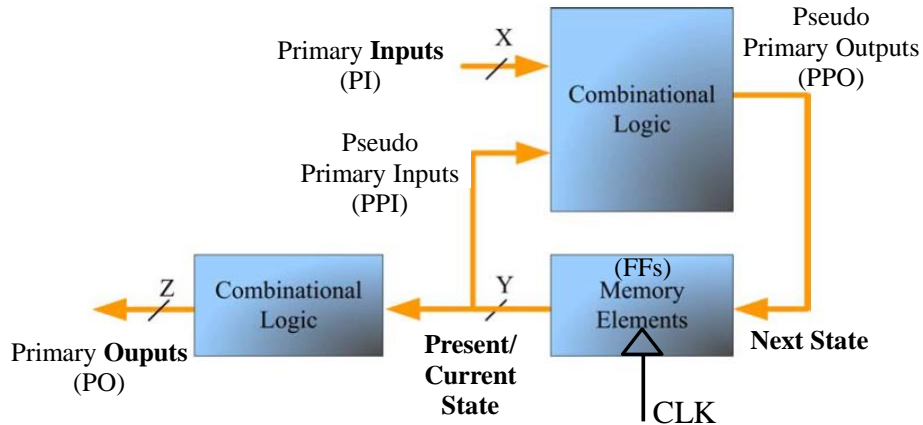 Primary Inputs
(PI)
X
Combinational
Logic
Pseudo
Primary Outputs
(PPO)
Pseudo
Primary Inputs
(PPI)
Z
Combinational
Logic
Y
(FFs)
Memory
Elements
Primary Ouputs
(PO)
Present/
Current
State
Next State
CLK